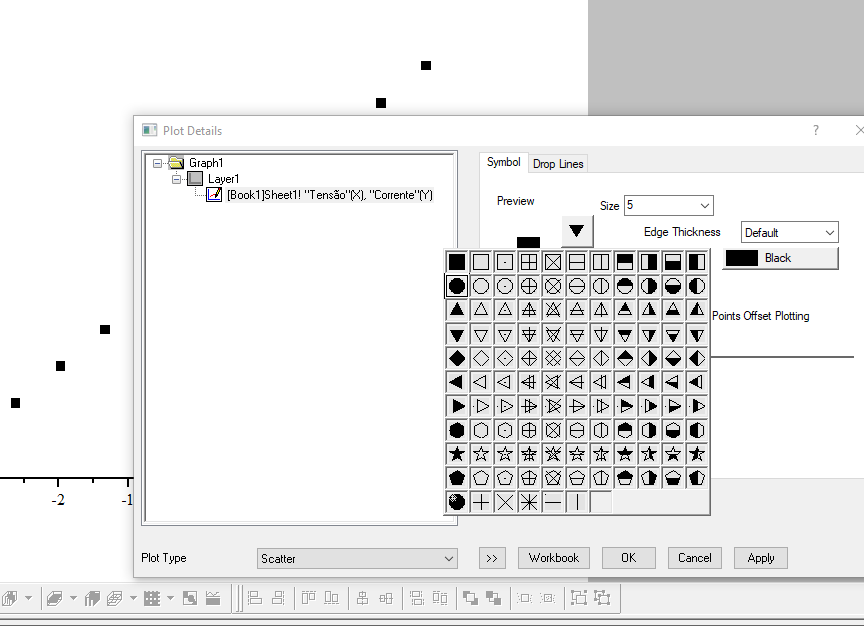 Plot Details
?
Graph1
Layer1
[Book1]Sheet1! "Tensão"(X), "Corrente"(Y)
Symbol
Drop Lines
Preview
Size 5
Edge Thickness Default
Black
Points Offset Plotting
-2 -1
Plot Type Scatter >> Workbook OK Cancel Apply